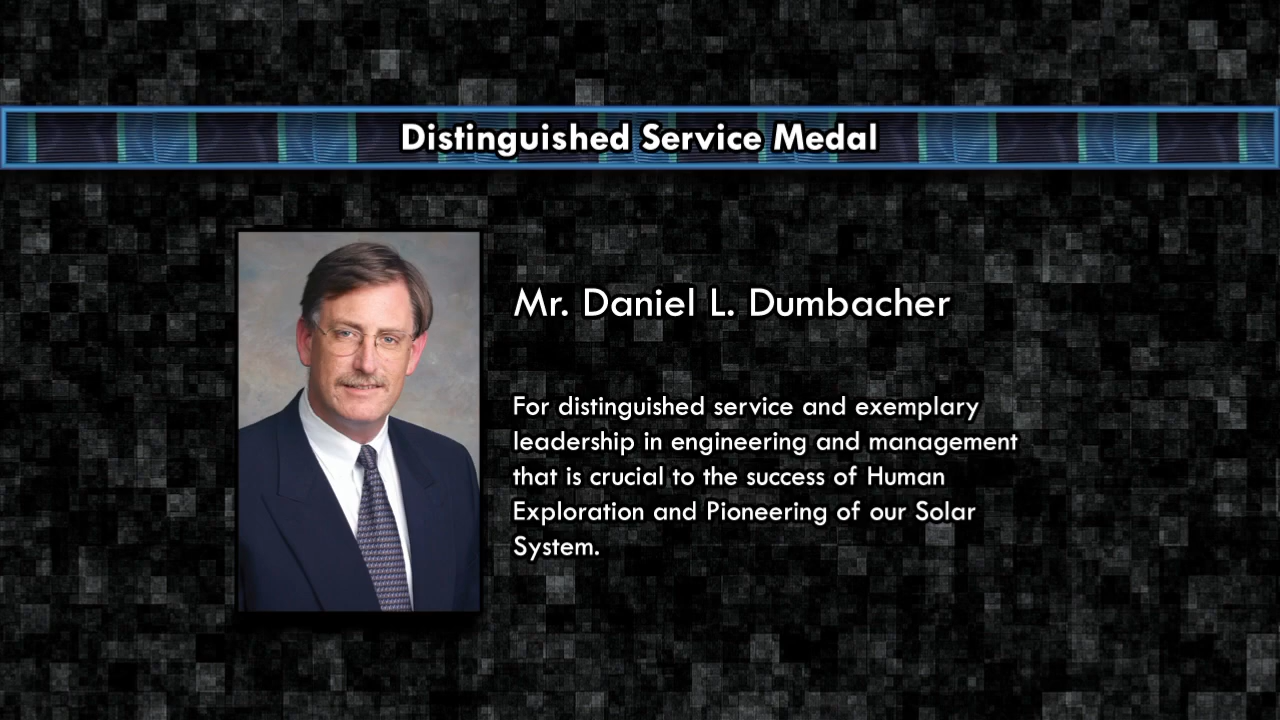 Distinguished Service Medal
Mr. Daniel L. Dumbacher
For distinguished service and exemplary
leadership in engineering and management
that is crucial to the success of Human
Exploration and Pioneering of our Solar
System.